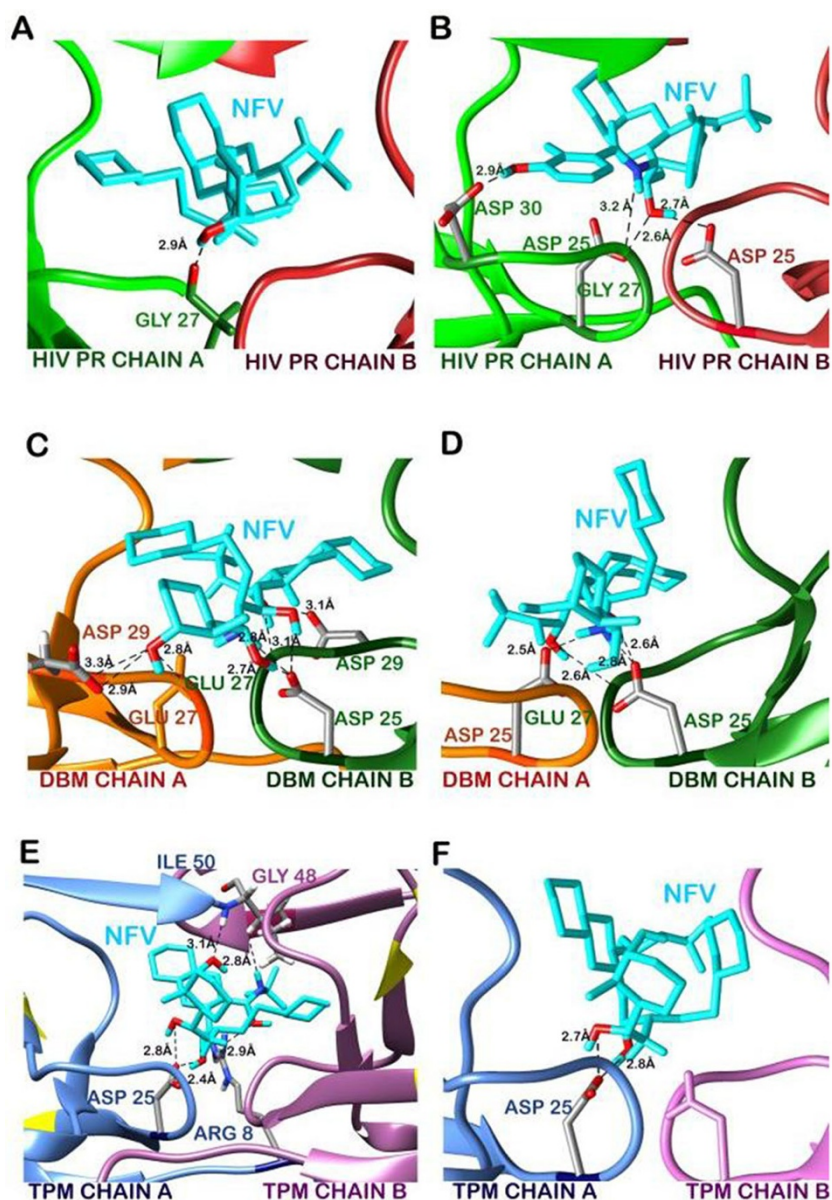 A
NFV
2.9Å
GLY 27
HIV PR CHAIN A
HIV PR CHAIN B
B
NFV
2.9Å
ASP 30
3.2 Å
2.7Å
ASP 25
2.6Å
ASP 25
GLY 27
HIV PR CHAIN A
HIV PR CHAIN B
C
NFV
3.1Å
ASP 29
2.8Å
2.8Å
3.1Å
3.3Å
2.7Å
ASP 29
2.9Å
GLU 27
GLU 27
ASP 25
DBM CHAIN A
DBM CHAIN B
D
NFV
2.5Å
2.6Å
2.8Å
2.6Å
GLU 27
ASP 25
ASP 25
DBM CHAIN A
DBM CHAIN B
E
ILE 50
GLY 48
NFV
3.1Å
2.8Å
2.8Å
2.9Å
2.4Å
ASP 25
ARG 8
TPM CHAIN A
TPM CHAIN B
F
NFV
2.7Å
2.8Å
ASP 25
TPM CHAIN A
TPM CHAIN B